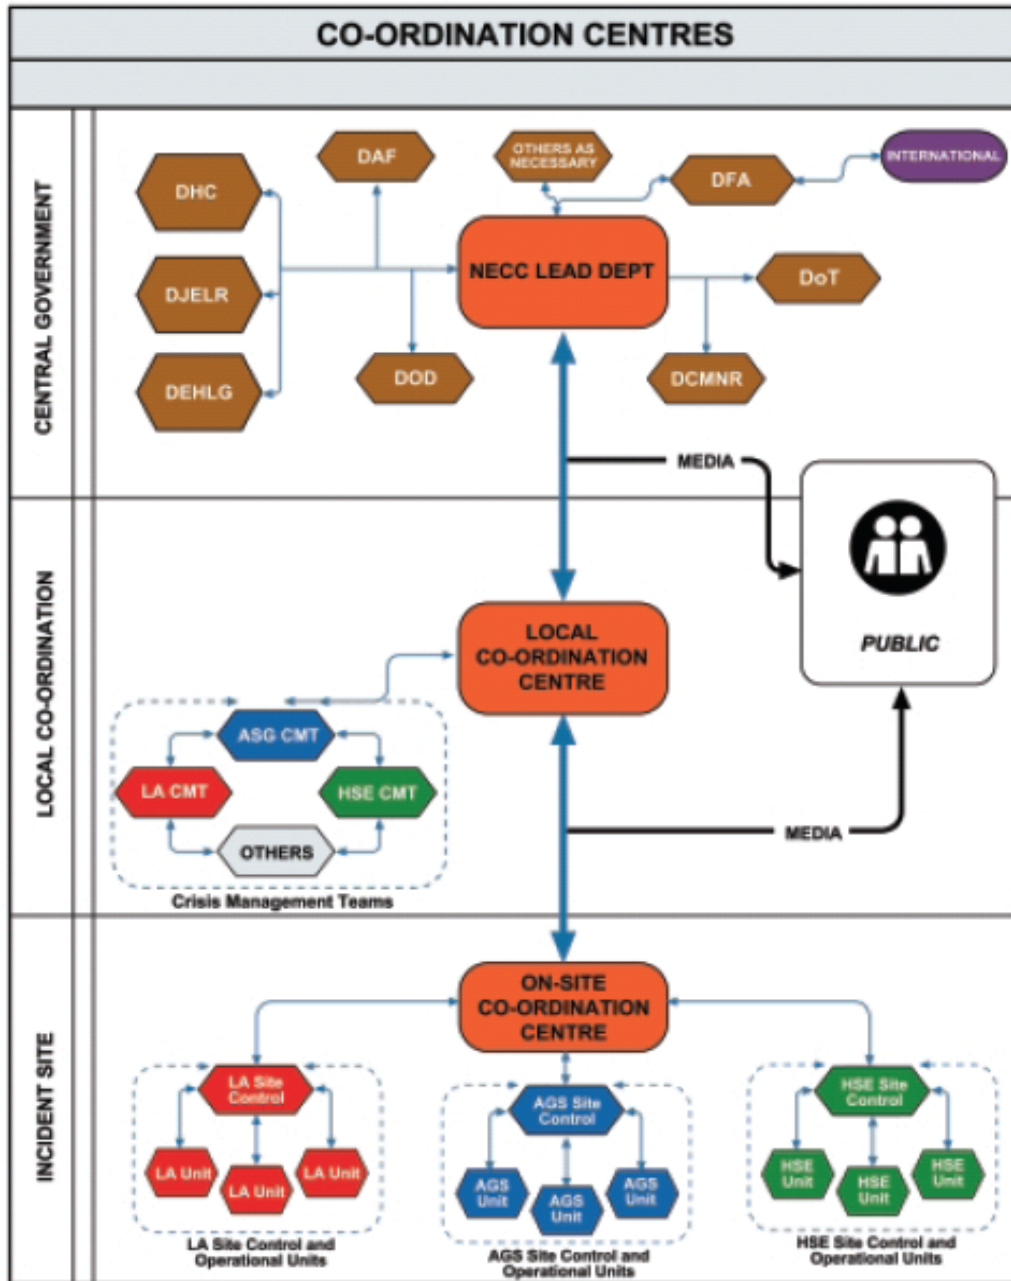 CO-ORDINATION CENTRES
CENTRAL GOVERNMENT
DHC
DAF
OTHERS AS
NECESSARY
DFA
INTERNATIONAL
DJELR
NECC LEAD DEPT
DoT
DEHLG
DOD
DCMNR
MEDIA
PUBLIC
LOCAL CO-ORDINATION
LOCAL
CO-ORDINATION
CENTRE
ASG CMT
LA CMT
HSE CMT
OTHERS
Crisis Management Teams
MEDIA
INCIDENT SITE
ON-SITE
CO-ORDINATION
CENTRE
LA Site
Control
LA Unit
LA Unit
LA Unit
LA Site Control and
Operational Units
AGS Site
Control
AGS
Unit
AGS
Unit
AGS
Unit
AGS Site Control and
Operational Units
HSE Site
Control
HSE
Unit
HSE
Unit
HSE
Unit
HSE Site Control and
Operational Units